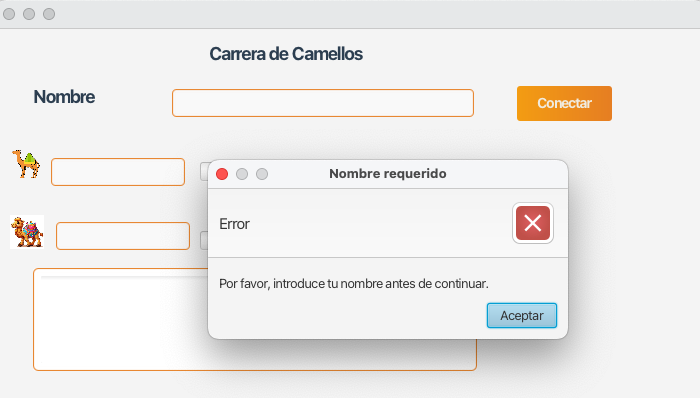 Carrera de Camellos
Nombre
Conectar
Nombre requerido
Error
Por favor, introduce tu nombre antes de continuar.
Aceptar